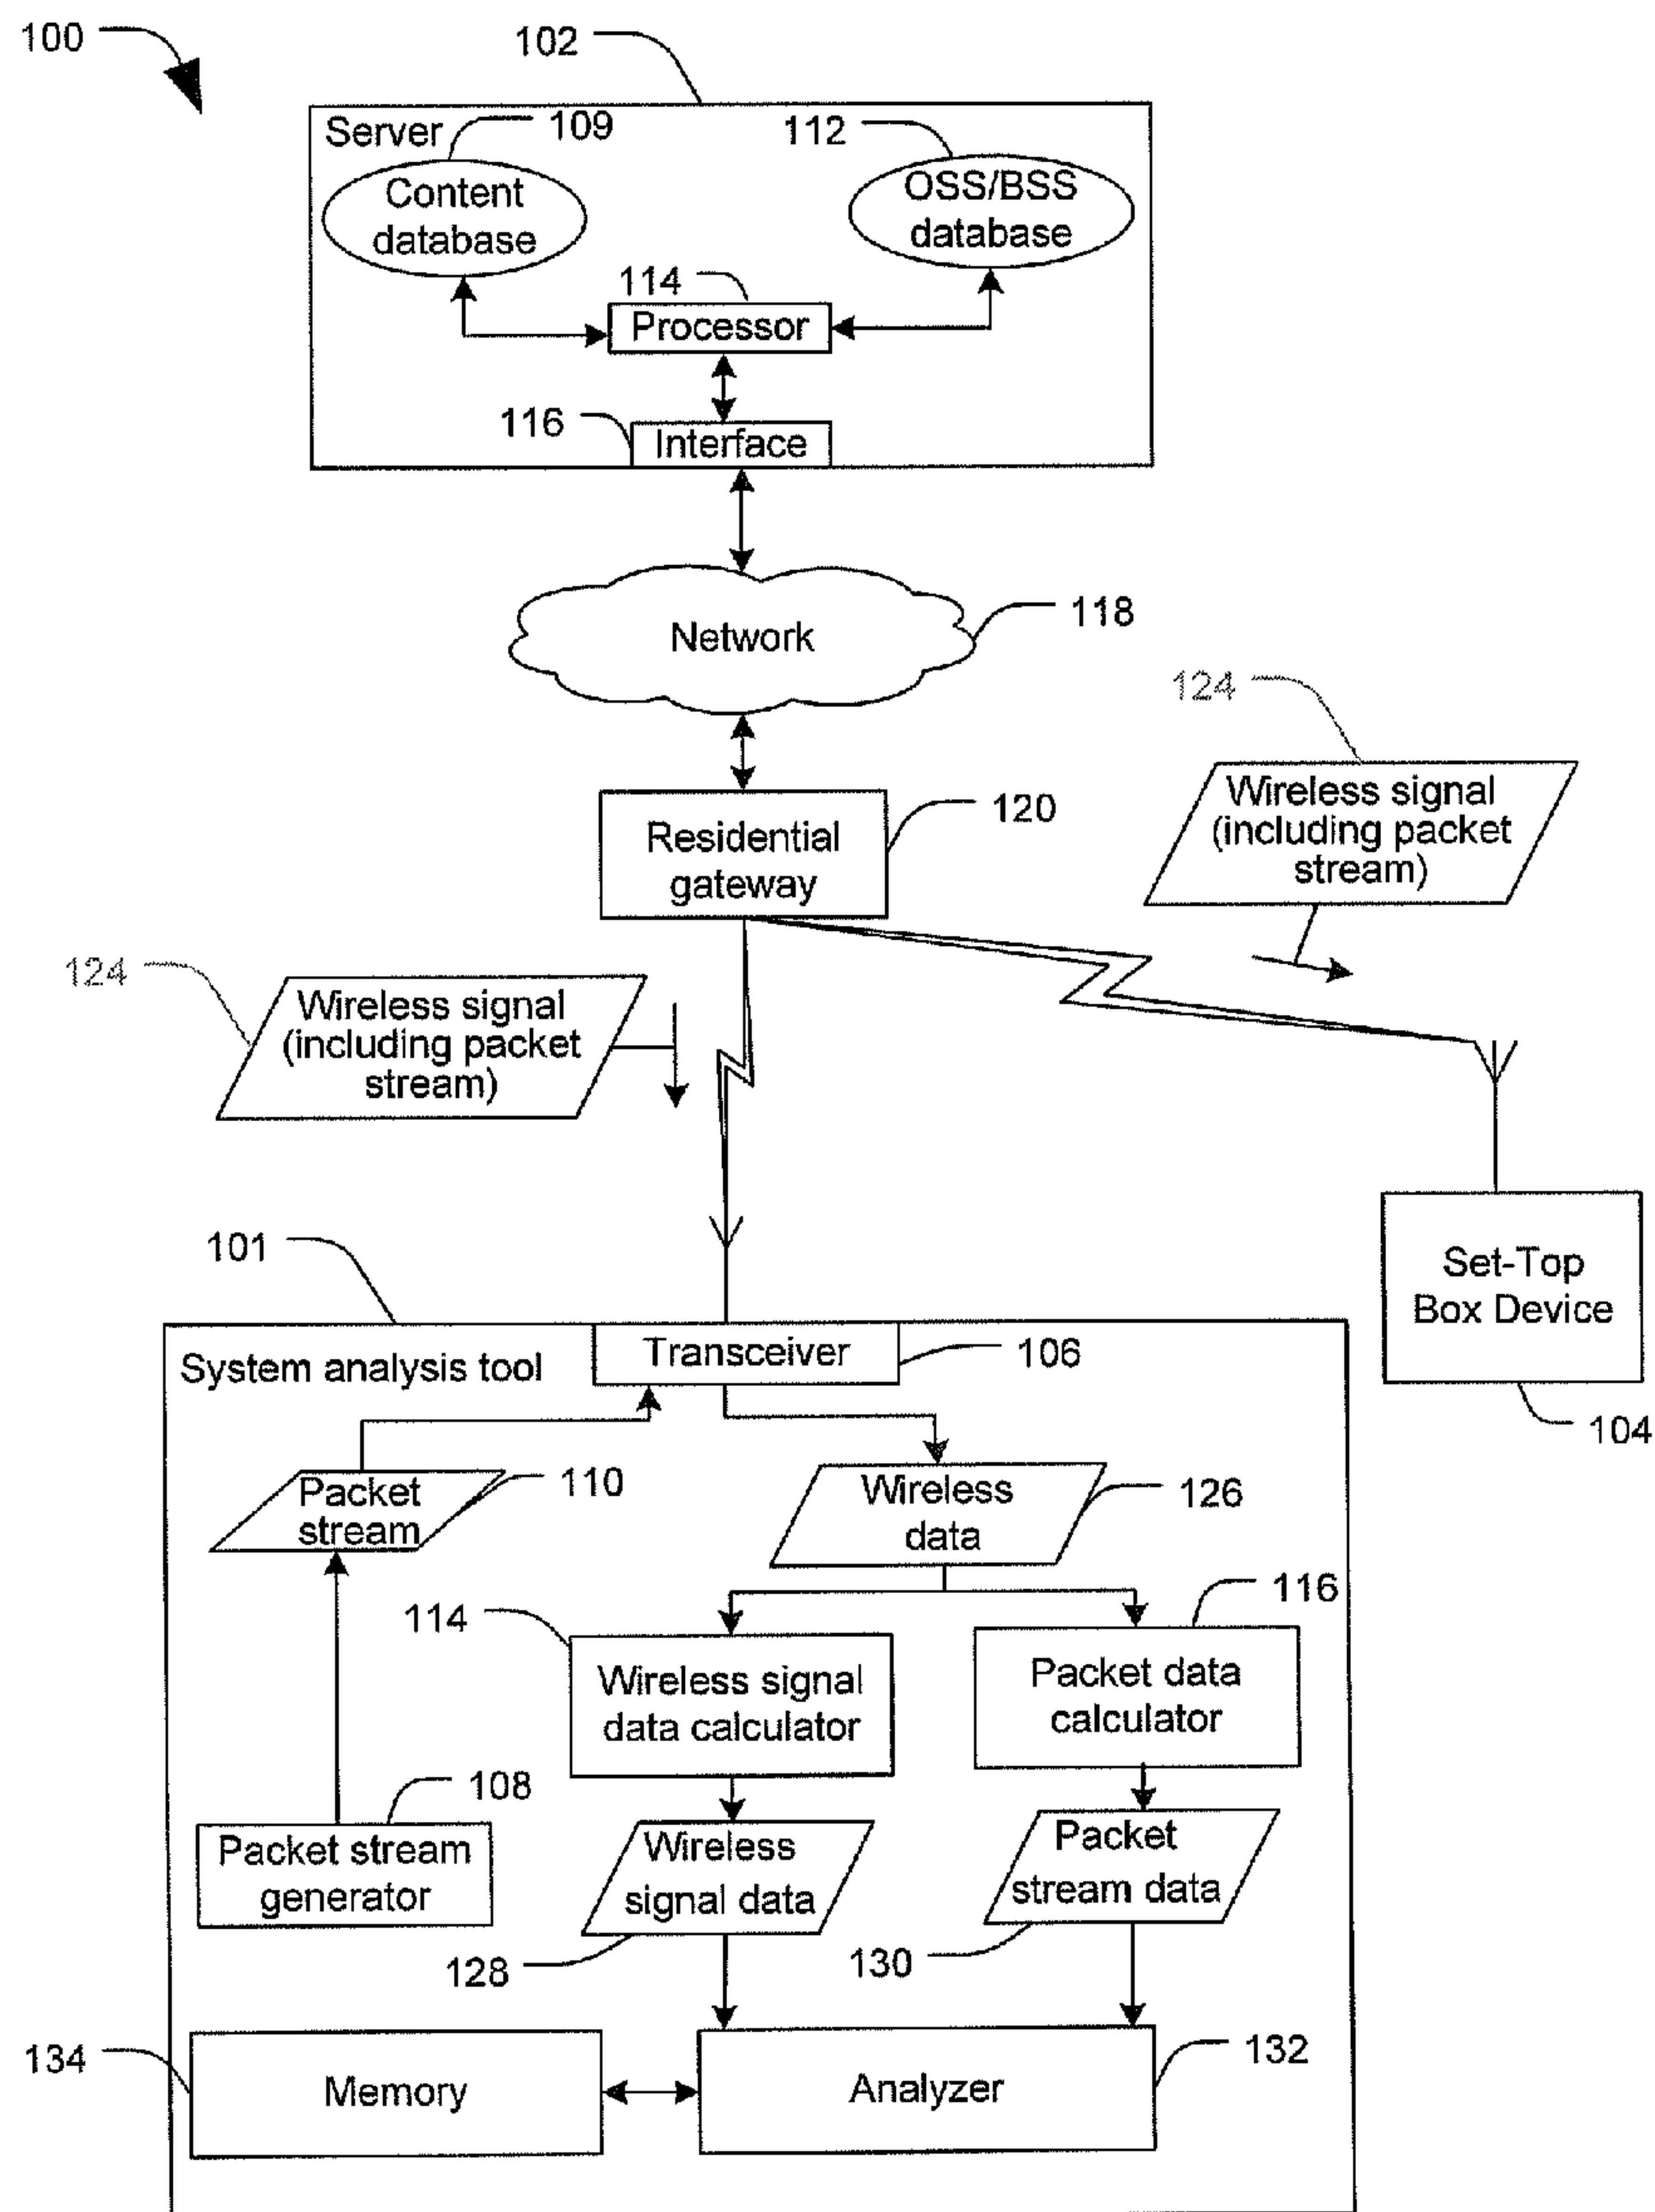 100
102
Server
109
112
Content
database
OSS/BSS
database
114
Processor
116
Interface
Network
118
124
Wireless signal
(including packet
stream)
120
Residential
gateway
124
Wireless signal
(including packet
stream)
101
System analysis tool
Transceiver
106
Set-Top
Box Device
104
Packet
stream
110
Wireless
data
126
114
Wireless signal
data calculator
116
Packet data
calculator
108
Packet stream
generator
Wireless
signal data
128
Packet
stream data
130
134
Memory
Analyzer
132